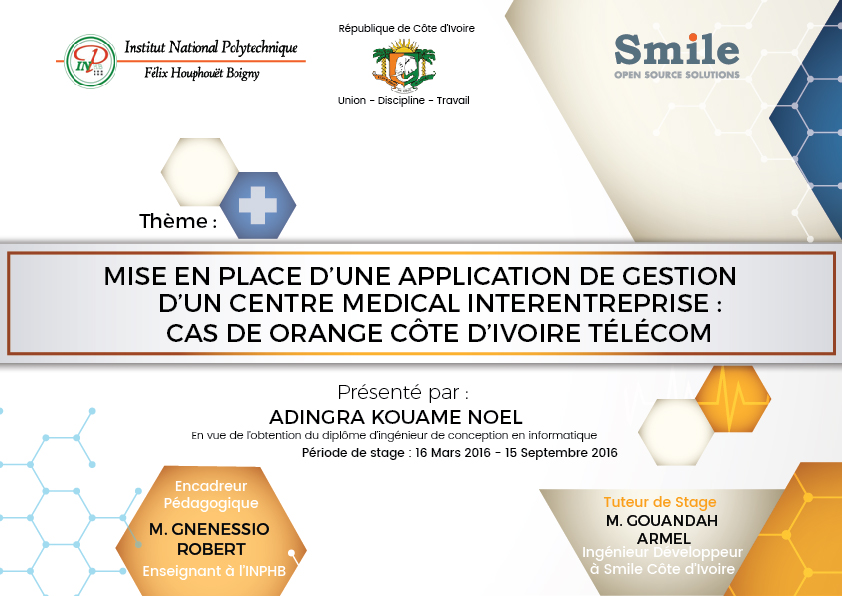 Institut National Polytechnique
Félix Houphouët Boigny
INP
République de Côte d'Ivoire
Union - Discipline - Travail
Smile
OPEN SOURCE SOLUTIONS
Thème :
MISE EN PLACE D'UNE APPLICATION DE GESTION
D'UN CENTRE MEDICAL INTERENTREPRISE :
CAS DE ORANGE CÔTE D'IVOIRE TÉLÉCOM
Présenté par :
ADINGRA KOUAME NOEL
En vue de l'obtention du diplôme d'ingénieur de conception en informatique
Période de stage : 16 Mars 2016 - 15 Septembre 2016
Encadreur
Pédagogique
M. GNENESSIO
ROBERT
Enseignant à l'INPHB
Tuteur de Stage
M. GOUANDAH
ARMEL
Ingénieur Développeur
à Smile Côte d'Ivoire